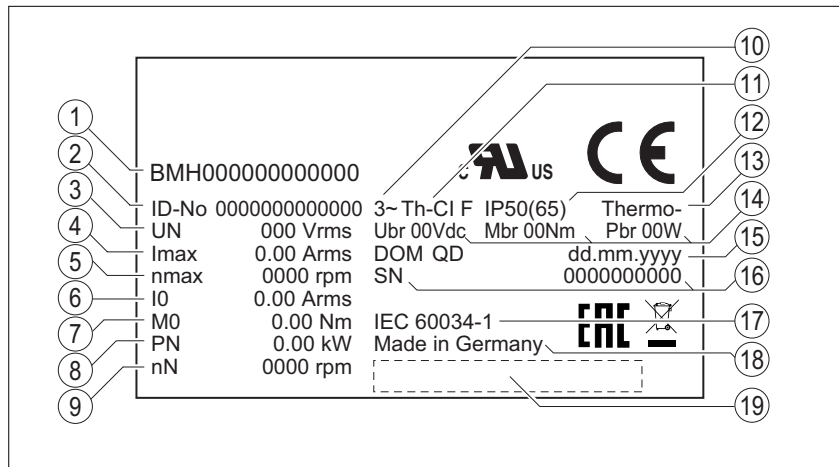 1
2
3
4
5
6
7
8
9
10
11
12
13
14
15
16
17
18
19
c UL US CE
BMH000000000000
ID-No 0000000000000 3~ Th-CI F IP50(65) Thermo-
UN 000 Vrms Ubr 00Vdc Mbr 00Nm Pbr 00W
Imax 0.00 Arms DOM QD dd.mm.yyyy
nmax 0000 rpm SN 0000000000
I0 0.00 Arms
M0 0.00 Nm IEC 60034-1 EAC
PN 0.00 kW Made in Germany
nN 0000 rpm